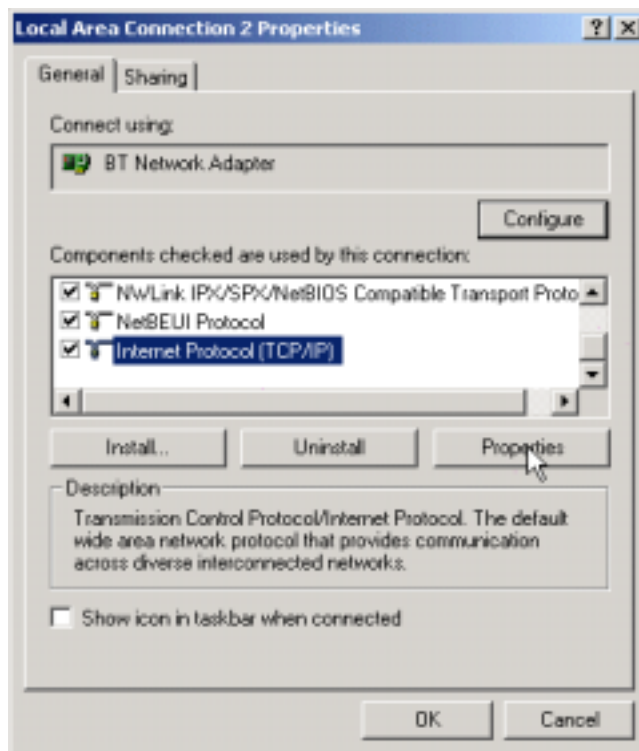 Local Area Connection 2 Properties
General
Sharing
Connect using:
BT Network Adapter
Configure
Components checked are used by this connection:
NWLink IPX/SPX/NetBIOS Compatible Transport Proto
NetBEUI Protocol
Internet Protocol (TCP/IP)
Install...
Uninstall
Properties
Description
Transmission Control Protocol/Internet Protocol. The default
wide area network protocol that provides communication
across diverse interconnected networks.
Show icon in taskbar when connected
OK
Cancel